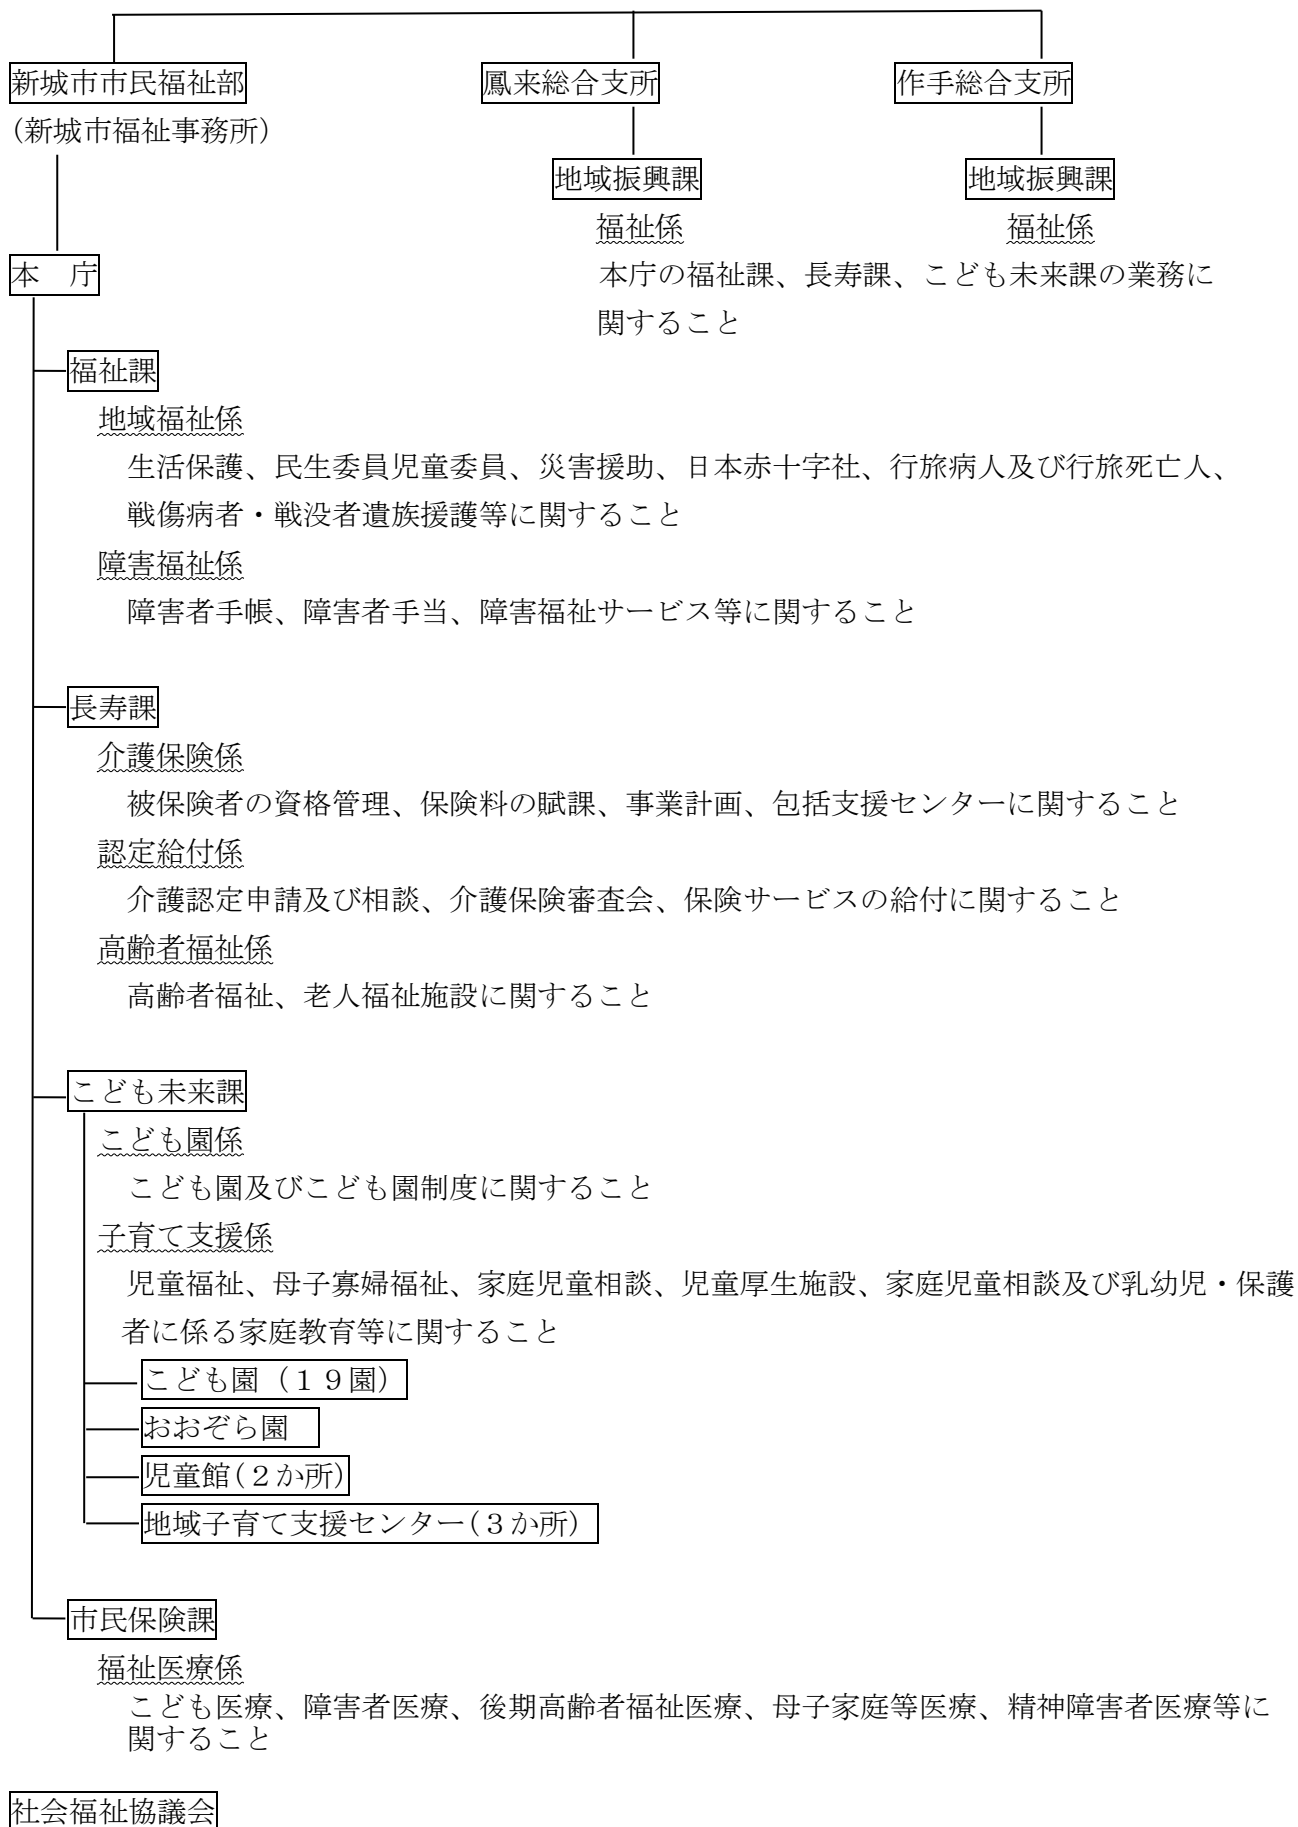 新城市市民福祉部　鳳来総合支所　作手総合支所
(新城市福祉事務所)
地域振興課　地域振興課
福祉係　福祉係
本　庁　本庁の福祉課、長寿課、こども未来課の業務に
関すること
福祉課
地域福祉係
生活保護、民生委員児童委員、災害援助、日本赤十字社、行旅病人及び行旅死亡人、
戦傷病者・戦没者遺族援護等に関すること
障害福祉係
障害者手帳、障害者手当、障害福祉サービス等に関すること
長寿課
介護保険係
被保険者の資格管理、保険料の賦課、事業計画、包括支援センターに関すること
認定給付係
介護認定申請及び相談、介護保険審査会、保険サービスの給付に関すること
高齢者福祉係
高齢者福祉、老人福祉施設に関すること
こども未来課
こども園係
こども園及びこども園制度に関すること
子育て支援係
児童福祉、母子寡婦福祉、家庭児童相談、児童厚生施設、家庭児童相談及び乳幼児・保護
者に係る家庭教育等に関すること
こども園（１９園）
おおぞら園
児童館(２か所)
地域子育て支援センター(３か所)
市民保険課
福祉医療係
こども医療、障害者医療、後期高齢者福祉医療、母子家庭等医療、精神障害者医療等に
関すること
社会福祉協議会